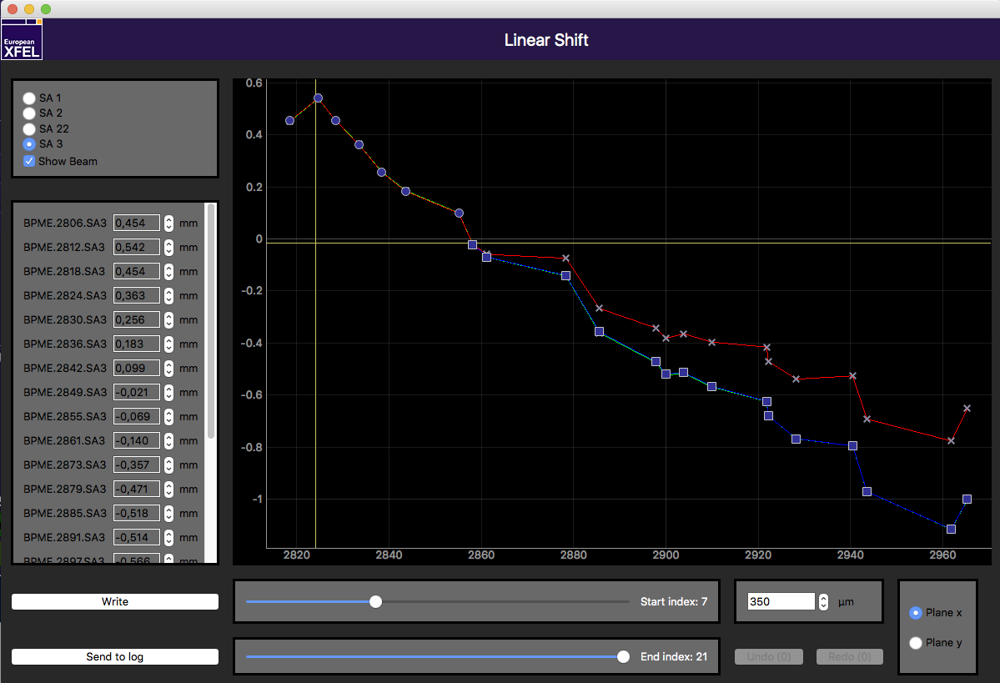 European
XFEL
Linear Shift
SA 1
SA 2
SA 22
SA 3
Show Beam
BPME.2806.SA3 0,454 mm
BPME.2812.SA3 0,542 mm
BPME.2818.SA3 0,454 mm
BPME.2824.SA3 0,363 mm
BPME.2830.SA3 0,256 mm
BPME.2836.SA3 0,183 mm
BPME.2842.SA3 0,099 mm
BPME.2849.SA3 -0,021 mm
BPME.2855.SA3 -0,069 mm
BPME.2861.SA3 -0,140 mm
BPME.2873.SA3 -0,357 mm
BPME.2879.SA3 -0,471 mm
BPME.2885.SA3 -0,518 mm
BPME.2891.SA3 -0,514 mm
BPME.2897.SA3 -0,566 mm
0.6
0.4
0.2
0
-0.2
-0.4
-0.6
-0.8
-1
2820 2840 2860 2880 2900 2920 2940 2960
Write
Send to log
Start index: 7
End index: 21
350 µm
Undo (0) Redo (0)
Plane x
Plane y